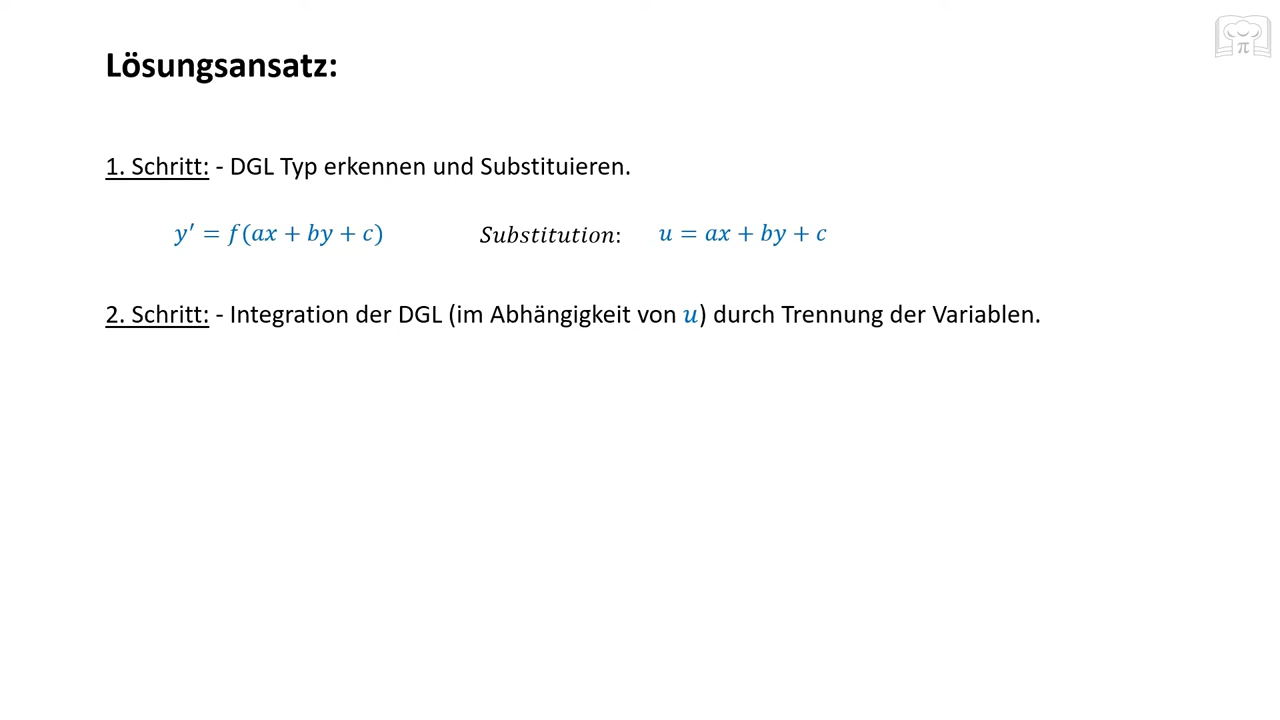 Lösungsansatz:
1. Schritt: - DGL Typ erkennen und Substituieren.
y′ = f(ax + by + c) Substitution: u = ax + by + c
2. Schritt: - Integration der DGL (im Abhängigkeit von u) durch Trennung der Variablen.
π